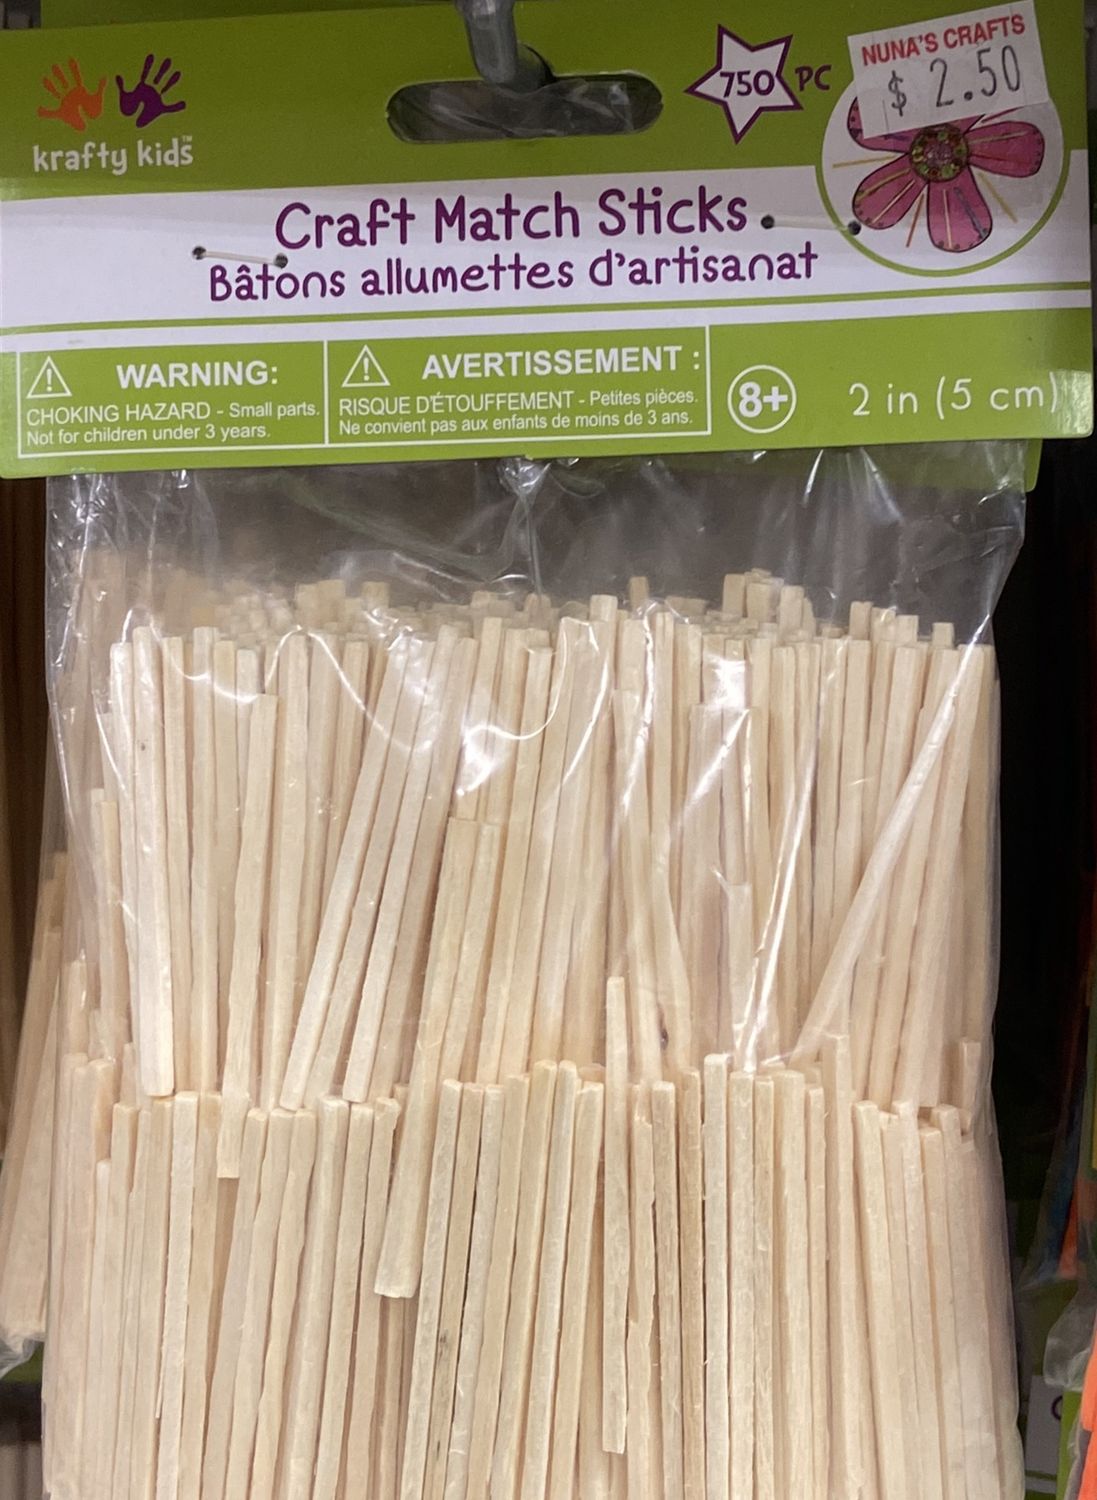 NUNA'S CRAFTS
$ 2.50
750 PC
krafty kids™
Craft Match Sticks
Bâtons allumettes d'artisanat
WARNING:
CHOKING HAZARD - Small parts.
Not for children under 3 years.
AVERTISSEMENT :
RISQUE D'ÉTOUFFEMENT - Petites pièces.
Ne convient pas aux enfants de moins de 3 ans.
8+
2 in (5 cm)